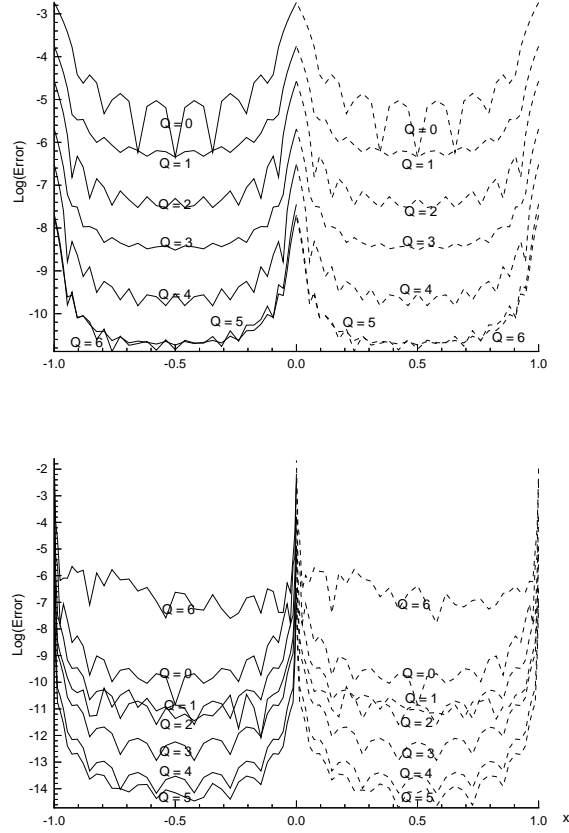 -3
-4
-5
-6
-7
-8
-9
-10
Log(Error)
Q = 0
Q = 1
Q = 2
Q = 3
Q = 4
Q = 5
Q = 6
Q = 0
Q = 1
Q = 2
Q = 3
Q = 4
Q = 5
Q = 6
-1.0 -0.5 0.0 0.5 1.0
-2
-3
-4
-5
-6
-7
-8
-9
-10
-11
-12
-13
-14
Log(Error)
Q = 6
Q = 0
Q = 1
Q = 2
Q = 3
Q = 4
Q = 5
Q = 6
Q = 0
Q = 1
Q = 2
Q = 3
Q = 4
Q = 5
-1.0 -0.5 0.0 0.5 1.0 x